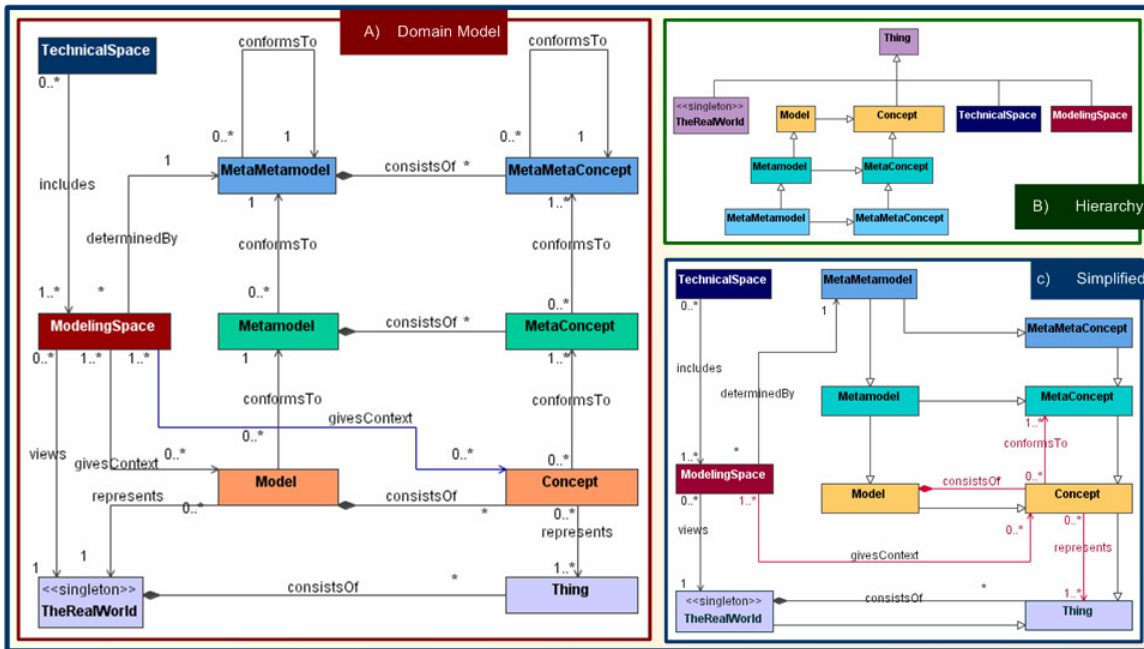 A) Domain Model
TechnicalSpace
conformsTo
conformsTo
0..*
0..*
1
0..*
1
1
MetaMetamodel
consistsOf *
MetaMetaConcept
includes
1
1..*
determinedBy
conformsTo
conformsTo
1..*
*
0..*
0..*
ModelingSpace
Metamodel
consistsOf *
MetaConcept
0..*
1..*
1..*
1
1..*
conformsTo
conformsTo
givesContext
views
givesContext
0..*
0..*
0..*
0..*
Model
consistsOf
Concept
represents
0..*
*
0..*
represents
1
1
1..*
<<singleton>>
TheRealWorld
consistsOf
*
Thing
Thing
<<singleton>>
TheRealWorld
Model
Concept
TechnicalSpace
ModelingSpace
Metamodel
MetaConcept
MetaMetamodel
MetaMetaConcept
B) Hierarchy
c) Simplified
TechnicalSpace
MetaMetamodel
0..*
1
MetaMetaConcept
includes
determinedBy
Metamodel
MetaConcept
1..*
conformsTo
1..*
*
ModelingSpace
Model
consistsOf
0..*
Concept
0..*
1..*
0..*
0..*
views
represents
givesContext
1
*
1..*
<<singleton>>
TheRealWorld
consistsOf
Thing